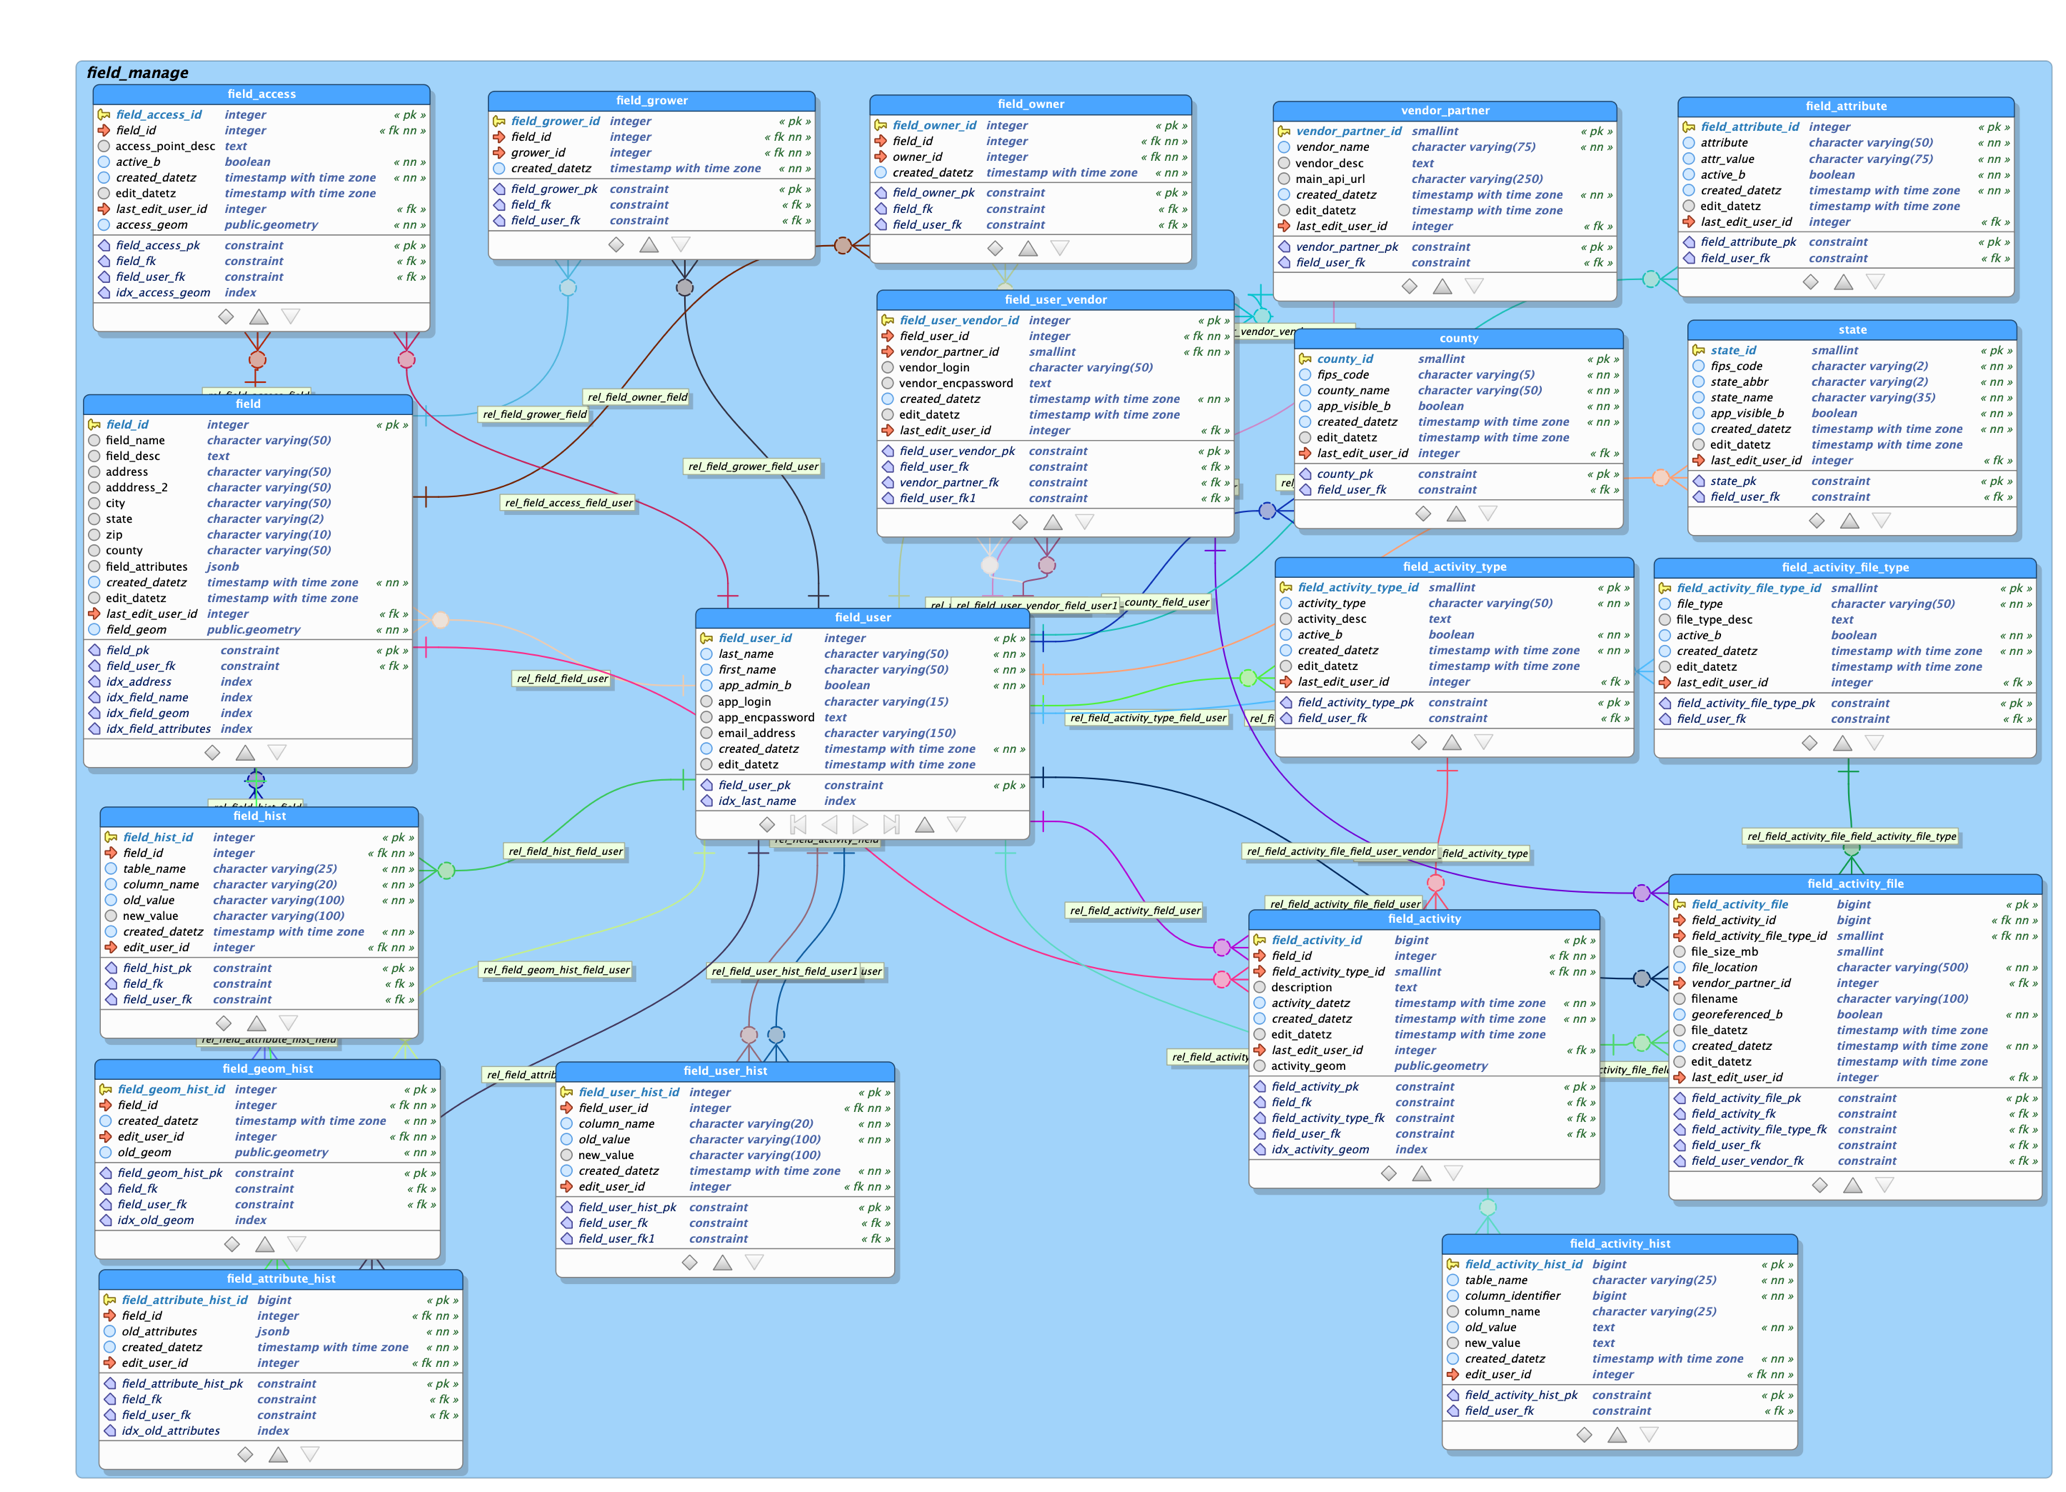 field_manage
field_access
field_access_id integer « pk »
field_id integer « fk nn »
access_point_desc text
active_b boolean « nn »
created_datetz timestamp with time zone « nn »
edit_datetz timestamp with time zone
last_edit_user_id integer « fk »
access_geom public.geometry « nn »
field_access_pk constraint « pk »
field_fk constraint « fk »
field_user_fk constraint « fk »
idx_access_geom index
field_grower
field_grower_id integer « pk »
field_id integer « fk nn »
grower_id integer « fk nn »
created_datetz timestamp with time zone « nn »
field_grower_pk constraint « pk »
field_fk constraint « fk »
field_user_fk constraint « fk »
field_owner
field_owner_id integer « pk »
field_id integer « fk nn »
owner_id integer « fk nn »
created_datetz timestamp with time zone « nn »
field_owner_pk constraint « pk »
field_fk constraint « fk »
field_user_fk constraint « fk »
vendor_partner
vendor_partner_id smallint « pk »
vendor_name character varying(75) « nn »
vendor_desc text
main_api_url character varying(250)
created_datetz timestamp with time zone « nn »
edit_datetz timestamp with time zone
last_edit_user_id integer « fk »
vendor_partner_pk constraint « pk »
field_user_fk constraint « fk »
field_attribute
field_attribute_id integer « pk »
attribute character varying(50) « nn »
attr_value character varying(75) « nn »
active_b boolean « nn »
created_datetz timestamp with time zone « nn »
edit_datetz timestamp with time zone
last_edit_user_id integer « fk »
field_attribute_pk constraint « pk »
field_user_fk constraint « fk »
field_user_vendor
field_user_vendor_id integer « pk »
field_user_id integer « fk nn »
vendor_partner_id smallint « fk nn »
vendor_login character varying(50)
vendor_encpassword text
created_datetz timestamp with time zone « nn »
edit_datetz timestamp with time zone
last_edit_user_id integer « fk »
field_user_vendor_pk constraint « pk »
field_user_fk constraint « fk »
vendor_partner_fk constraint « fk »
field_user_fk1 constraint « fk »
county
county_id smallint « pk »
fips_code character varying(5) « nn »
county_name character varying(50) « nn »
app_visible_b boolean « nn »
created_datetz timestamp with time zone « nn »
edit_datetz timestamp with time zone
last_edit_user_id integer « fk »
county_pk constraint « pk »
field_user_fk constraint « fk »
state
state_id smallint « pk »
fips_code character varying(2) « nn »
state_abbr character varying(2) « nn »
state_name character varying(35) « nn »
app_visible_b boolean « nn »
created_datetz timestamp with time zone « nn »
edit_datetz timestamp with time zone
last_edit_user_id integer « fk »
state_pk constraint « pk »
field_user_fk constraint « fk »
field
field_id integer « pk »
field_name character varying(50)
field_desc text
address character varying(50)
adddress_2 character varying(50)
city character varying(50)
state character varying(2)
zip character varying(10)
county character varying(50)
field_attributes jsonb
created_datetz timestamp with time zone « nn »
edit_datetz timestamp with time zone
last_edit_user_id integer « fk »
field_geom public.geometry « nn »
field_pk constraint « pk »
field_user_fk constraint « fk »
idx_address index
idx_field_name index
idx_field_geom index
idx_field_attributes index
rel_field_grower_field
rel_field_owner_field
rel_field_grower_field_user
rel_field_access_field_user
rel_field_field_user
rel_field_user_vendor_field_user1
county_field_user
field_user
field_user_id integer « pk »
last_name character varying(50) « nn »
first_name character varying(50) « nn »
app_admin_b boolean « nn »
app_login character varying(15)
app_encpassword text
email_address character varying(150)
created_datetz timestamp with time zone « nn »
edit_datetz timestamp with time zone
field_user_pk constraint « pk »
idx_last_name index
rel_field_activity_type_field_user
field_activity_type
field_activity_type_id smallint « pk »
activity_type character varying(50) « nn »
activity_desc text
active_b boolean « nn »
created_datetz timestamp with time zone « nn »
edit_datetz timestamp with time zone
last_edit_user_id integer « fk »
field_activity_type_pk constraint « pk »
field_user_fk constraint « fk »
field_activity_file_type
field_activity_file_type_id smallint « pk »
file_type character varying(50) « nn »
file_type_desc text
active_b boolean « nn »
created_datetz timestamp with time zone « nn »
edit_datetz timestamp with time zone
last_edit_user_id integer « fk »
field_activity_file_type_pk constraint « pk »
field_user_fk constraint « fk »
field_hist
field_hist_id integer « pk »
field_id integer « fk nn »
table_name character varying(25) « nn »
column_name character varying(20) « nn »
old_value character varying(100) « nn »
new_value character varying(100)
created_datetz timestamp with time zone « nn »
edit_user_id integer « fk nn »
field_hist_pk constraint « pk »
field_fk constraint « fk »
field_user_fk constraint « fk »
rel_field_hist_field_user
rel_field_activity_file_field_user_vendor
field_activity_type
rel_field_activity_file_field_activity_file_type
rel_field_activity_file_field_user
rel_field_activity_field_user
rel_field_geom_hist_field_user
rel_field_user_hist_field_user1
user
field_activity
field_activity_id bigint « pk »
field_id integer « fk nn »
field_activity_type_id smallint « fk nn »
description text
activity_datetz timestamp with time zone « nn »
created_datetz timestamp with time zone « nn »
edit_datetz timestamp with time zone
last_edit_user_id integer « fk »
activity_geom public.geometry
field_activity_pk constraint « pk »
field_fk constraint « fk »
field_activity_type_fk constraint « fk »
field_user_fk constraint « fk »
idx_activity_geom index
field_activity_file
field_activity_file bigint « pk »
field_activity_id bigint « fk nn »
field_activity_file_type_id smallint « fk nn »
file_size_mb smallint
file_location character varying(500) « nn »
vendor_partner_id integer « fk »
filename character varying(100)
georeferenced_b boolean « nn »
file_datetz timestamp with time zone
created_datetz timestamp with time zone « nn »
edit_datetz timestamp with time zone
last_edit_user_id integer « fk »
field_activity_file_pk constraint « pk »
field_activity_fk constraint « fk »
field_activity_file_type_fk constraint « fk »
field_user_fk constraint « fk »
field_user_vendor_fk constraint « fk »
rel_field_attribute_hist_field
field_geom_hist
field_geom_hist_id integer « pk »
field_id integer « fk nn »
created_datetz timestamp with time zone « nn »
edit_user_id integer « fk nn »
old_geom public.geometry « nn »
field_geom_hist_pk constraint « pk »
field_fk constraint « fk »
field_user_fk constraint « fk »
idx_old_geom index
field_user_hist
field_user_hist_id integer « pk »
field_user_id integer « fk nn »
column_name character varying(20) « nn »
old_value character varying(100) « nn »
new_value character varying(100)
created_datetz timestamp with time zone « nn »
edit_user_id integer « fk nn »
field_user_hist_pk constraint « pk »
field_user_fk constraint « fk »
field_user_fk1 constraint « fk »
field_attribute_hist
field_attribute_hist_id bigint « pk »
field_id integer « fk nn »
old_attributes jsonb « nn »
created_datetz timestamp with time zone « nn »
edit_user_id integer « fk nn »
field_attribute_hist_pk constraint « pk »
field_fk constraint « fk »
field_user_fk constraint « fk »
idx_old_attributes index
field_activity_hist
field_activity_hist_id bigint « pk »
table_name character varying(25) « nn »
column_identifier bigint « nn »
column_name character varying(25)
old_value text « nn »
new_value text
created_datetz timestamp with time zone « nn »
edit_user_id integer « fk nn »
field_activity_hist_pk constraint « pk »
field_user_fk constraint « fk »